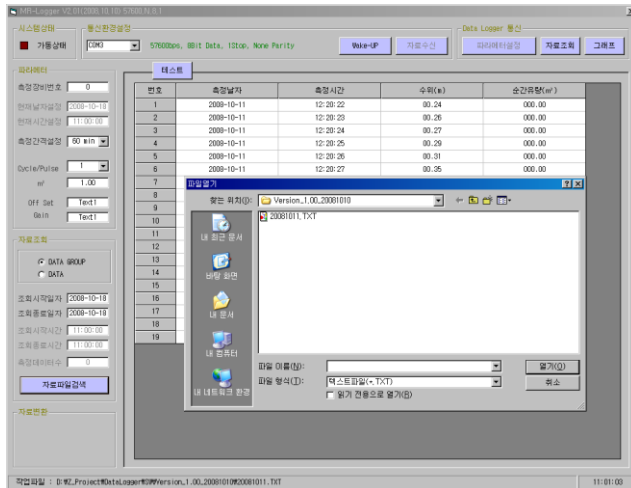 MR-Logger V2.01(2008.10.18) 57600.N.8.1
시스템상태
통신환경설정
Data Logger 통신
가동상태
COM3
57600bps, 8Bit Data, 1Stop, None Parity
Wake-UP
자료수신
파라메터설정
자료조회
그래프
파라메터
테스트
측정장비번호 0
현재날자설정 2008-10-18
현재시간설정 11:00:00
측정간격설정 60 min
Cycle/Pulse 1
m³ 1.00
Off Set Text1
Gain Text1
번호 측정날자 측정시간 수위(m) 순간유량(m³)
1 2008-10-11 12:20:22 00.24 000.00
2 2008-10-11 12:20:23 00.26 000.00
3 2008-10-11 12:20:24 00.27 000.00
4 2008-10-11 12:20:25 00.29 000.00
5 2008-10-11 12:20:26 00.31 000.00
6 2008-10-11 12:20:27 00.35 000.00
7
8
9
10
11
12
13
14
15
16
17
18
19
파일열기
찾는 위치(I): Version_1.00_20081010
20081011.TXT
내 최근 문서
바탕 화면
내 문서
내 컴퓨터
내 네트워크 환경
파일 이름(N):
열기(O)
파일 형식(T): 텍스트파일(*.TXT)
취소
읽기 전용으로 열기(R)
자료조회
DATA GROUP
DATA
조회시작일자 2008-10-18
조회종료일자 2008-10-18
조회시작시간 11:00:00
조회종료시간 11:00:00
측정데이터수 0
자료파일검색
자료변환
작업파일 : D:₩Z_Project₩DataLogger₩SW₩Version_1.00_20081010₩20081011.TXT
11:01:03